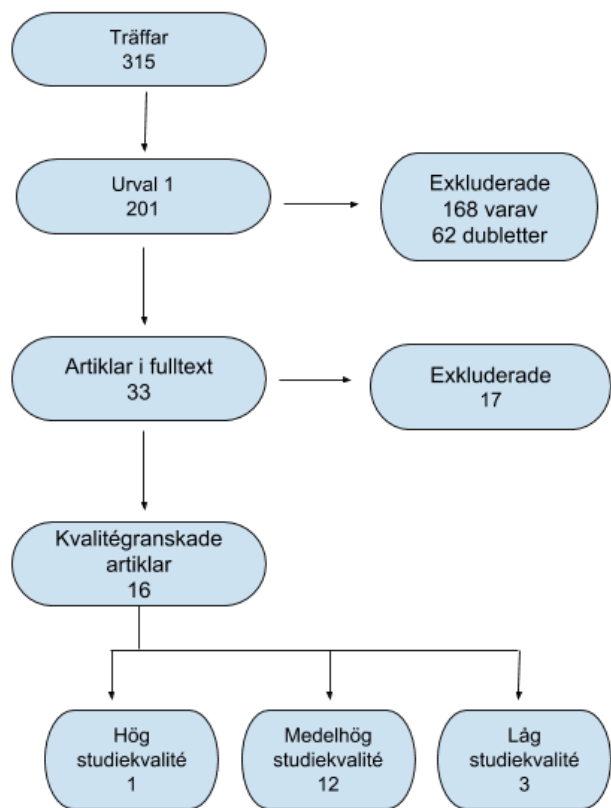 Träffar
315
Urval 1
201
Exkluderade
168 varav
62 dubletter
Artiklar i fulltext
33
Exkluderade
17
Kvalitégranskade
artiklar
16
Hög
studiekvalité
1
Medelhög
studiekvalité
12
Låg
studiekvalité
3